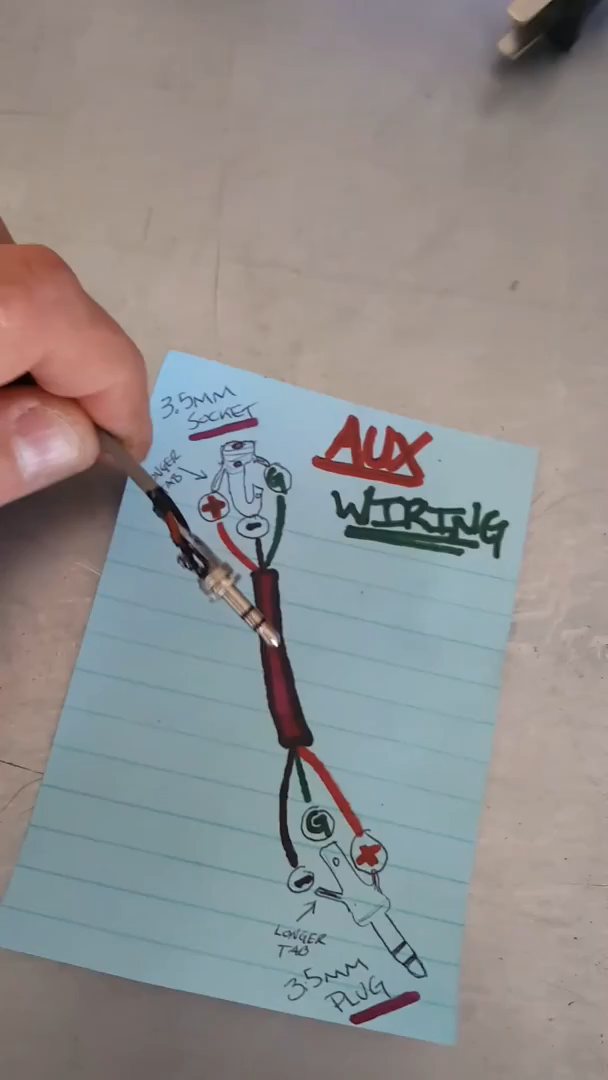 3.5MM
SOCKET
AUX
WIRING
G
+
-
G
+
-
LONGER
TAB
3.5MM
PLUG